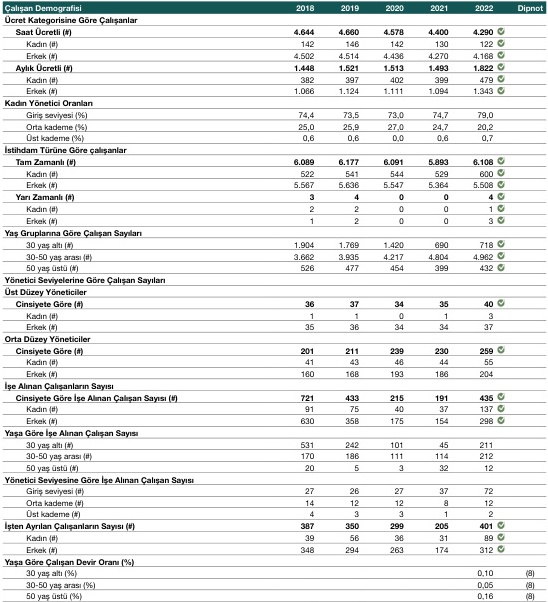 Çalışan Demografisi 2018 2019 2020 2021 2022 Dipnot
Ücret Kategorisine Göre Çalışanlar
Saat Ücretli (#) 4.644 4.660 4.578 4.400 4.290
Kadın (#) 142 146 142 130 122
Erkek (#) 4.502 4.514 4.436 4.270 4.168
Aylık Ücretli (#) 1.448 1.521 1.513 1.493 1.822
Kadın (#) 382 397 402 399 479
Erkek (#) 1.066 1.124 1.111 1.094 1.343
Kadın Yönetici Oranları
Giriş seviyesi (%) 74,4 73,5 73,0 74,7 79,0
Orta kademe (%) 25,0 25,9 27,0 24,7 20,2
Üst kademe (%) 0,6 0,6 0,0 0,6 0,7
İstihdam Türüne Göre çalışanlar
Tam Zamanlı (#) 6.089 6.177 6.091 5.893 6.108
Kadın (#) 522 541 544 529 600
Erkek (#) 5.567 5.636 5.547 5.364 5.508
Yarı Zamanlı (#) 3 4 0 0 4
Kadın (#) 2 2 0 0 1
Erkek (#) 1 2 0 0 3
Yaş Gruplarına Göre Çalışan Sayıları
30 yaş altı (#) 1.904 1.769 1.420 690 718
30-50 yaş arası (#) 3.662 3.935 4.217 4.804 4.962
50 yaş üstü (#) 526 477 454 399 432
Yönetici Seviyelerine Göre Çalışan Sayıları
Üst Düzey Yöneticiler
Cinsiyete Göre (#) 36 37 34 35 40
Kadın (#) 1 1 0 1 3
Erkek (#) 35 36 34 34 37
Orta Düzey Yöneticiler
Cinsiyete Göre (#) 201 211 239 230 259
Kadın (#) 41 43 46 44 55
Erkek (#) 160 168 193 186 204
İşe Alınan Çalışanların Sayısı
Cinsiyete Göre İşe Alınan Çalışan Sayısı (#) 721 433 215 191 435
Kadın (#) 91 75 40 37 137
Erkek (#) 630 358 175 154 298
Yaşa Göre İşe Alınan Çalışan Sayısı
30 yaş altı (#) 531 242 101 45 211
30-50 yaş arası (#) 170 186 111 114 212
50 yaş üstü (#) 20 5 3 32 12
Yönetici Seviyesine Göre İşe Alınan Çalışan Sayısı
Giriş seviyesi (#) 27 26 27 37 72
Orta kademe (#) 14 12 12 8 12
Üst kademe (#) 4 3 3 1 2
İşten Ayrılan Çalışanların Sayısı (#) 387 350 299 205 401
Kadın (#) 39 56 36 31 89
Erkek (#) 348 294 263 174 312
Yaşa Göre Çalışan Devir Oranı (%)
30 yaş altı (%) 0,10 (8)
30-50 yaş arası (%) 0,05 (8)
50 yaş üstü (%) 0,16 (8)